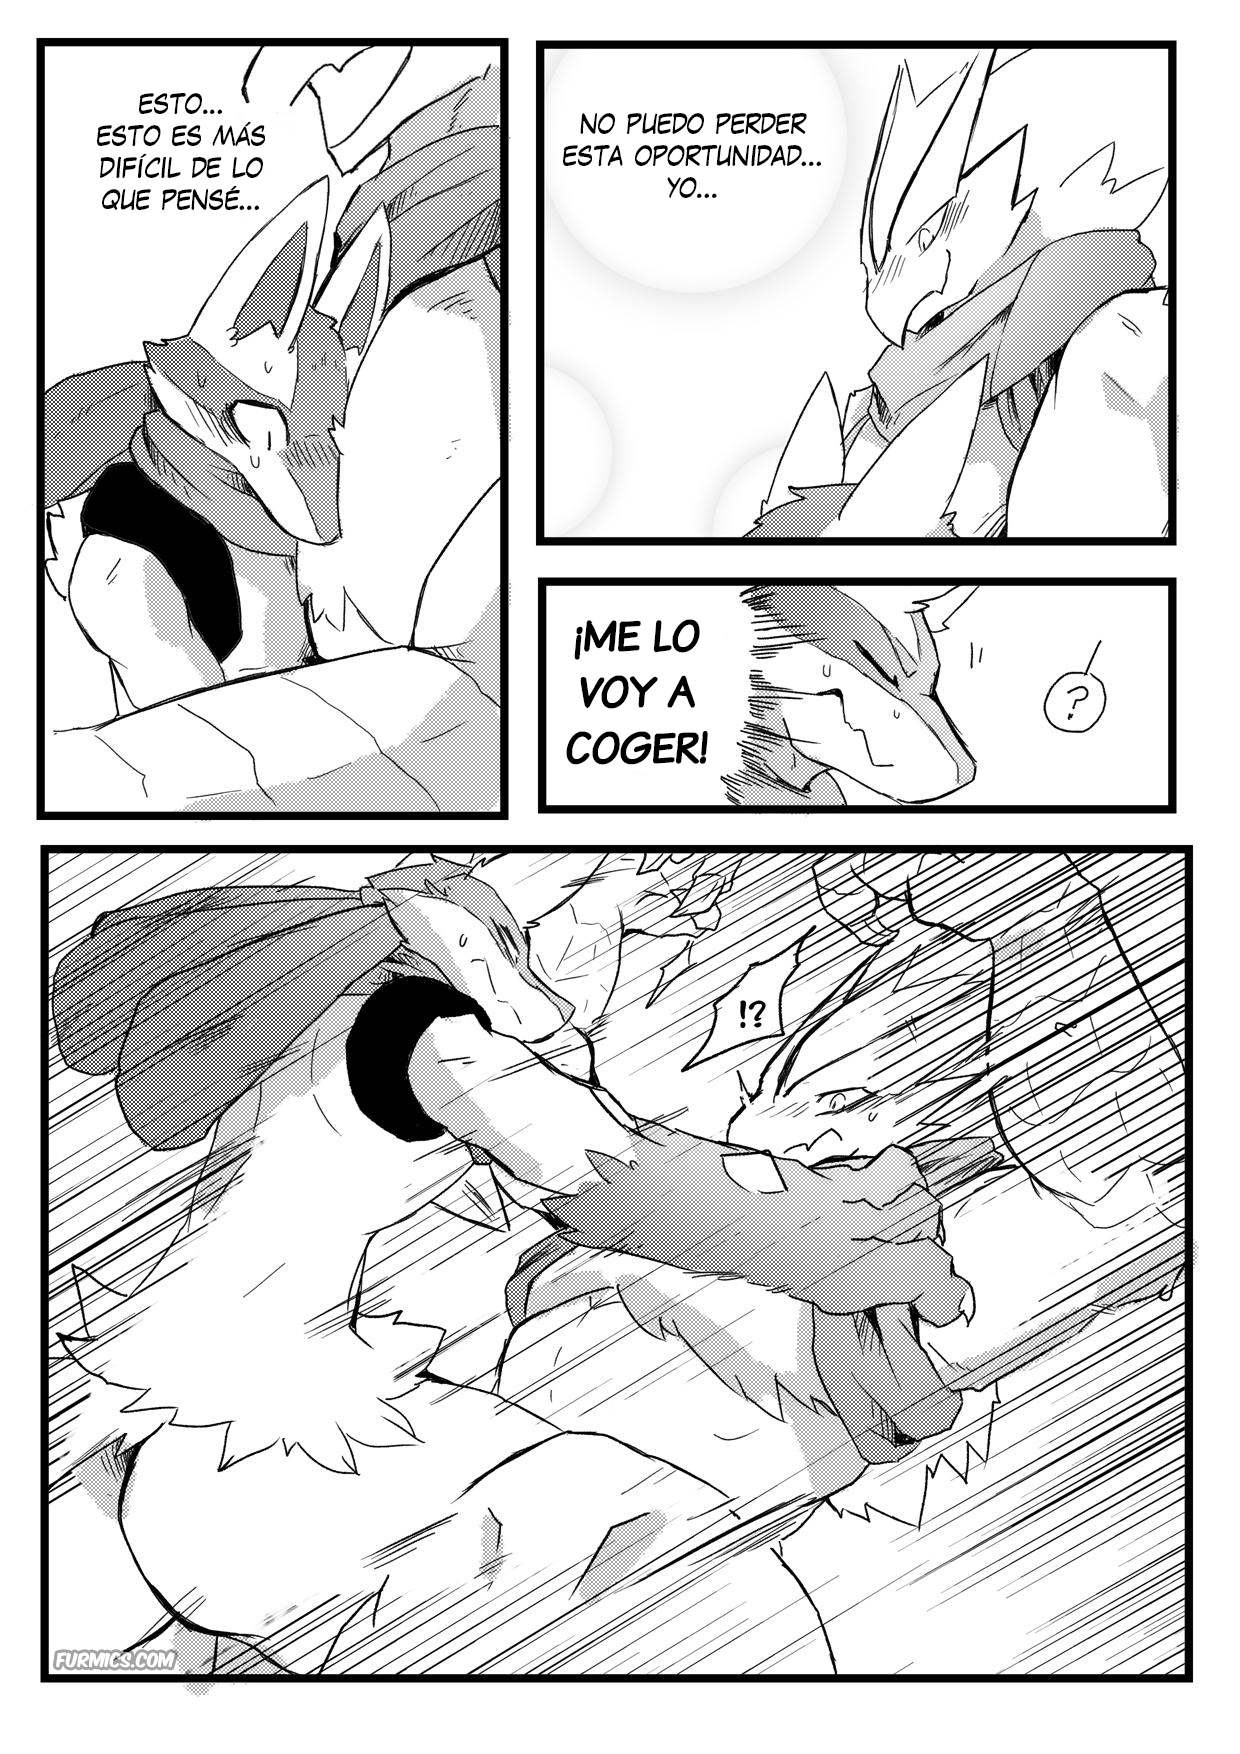 ESTO...
ESTO ES MÁS
DIFÍCIL DE LO
QUE PENSÉ...
NO PUEDO PERDER
ESTA OPORTUNIDAD...
YO...
¡ME LO
VOY A
COGER!
?
!?
FURMICS.COM